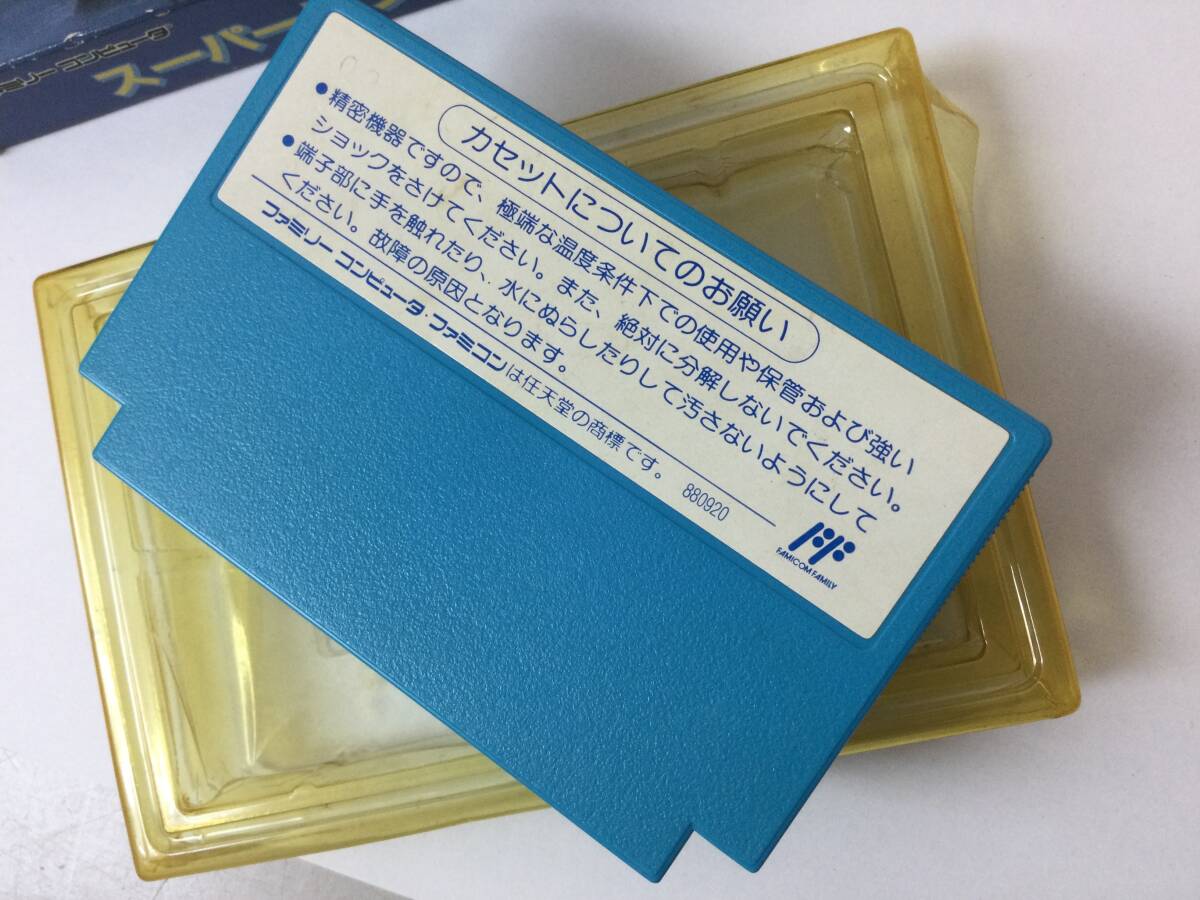 コンピュータ
スーパー
カセットについてのお願い
●精密機器ですので、極端な温度条件下での使用や保管および強い
ショックをさけてください。また、絶対に分解しないでください。
●端子部に手を触れたり、水にぬらしたりして汚さないようにして
ください。故障の原因となります。
ファミリーコンピュータ・ファミコンは任天堂の商標です。 880920
FAMICOM FAMILY